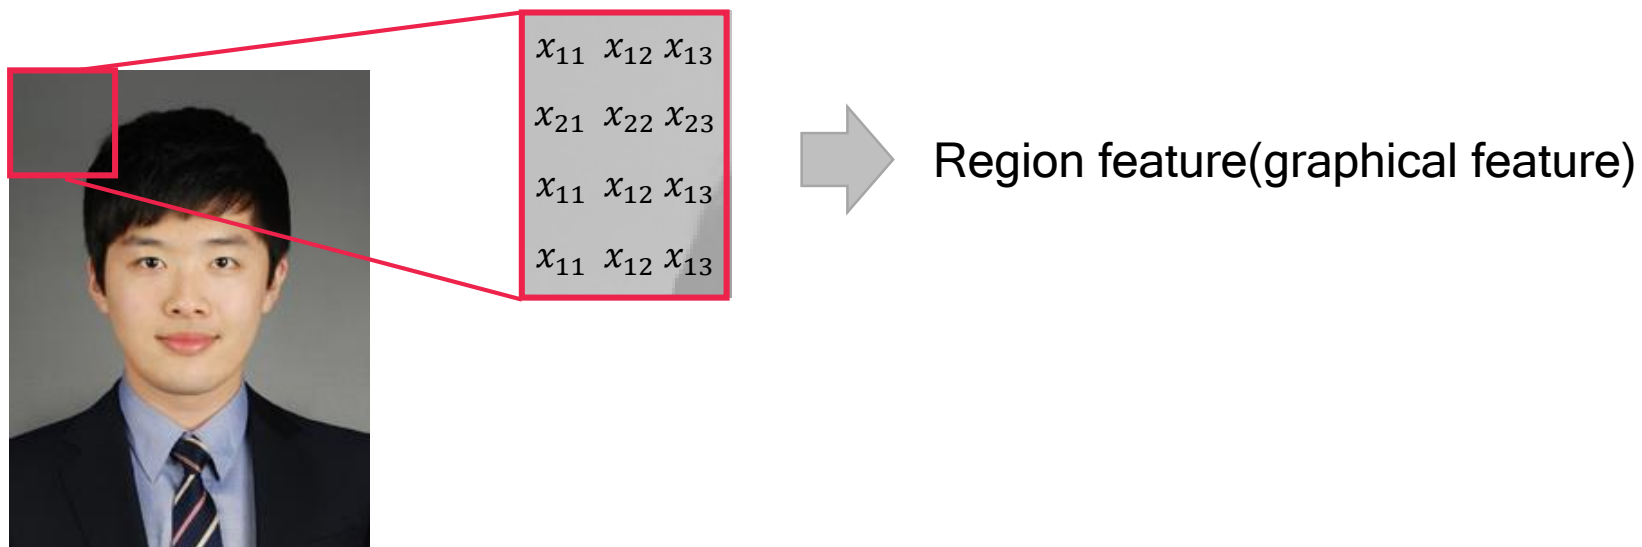 x₁₁ x₁₂ x₁₃
x₂₁ x₂₂ x₂₃
x₁₁ x₁₂ x₁₃
x₁₁ x₁₂ x₁₃
Region feature(graphical feature)